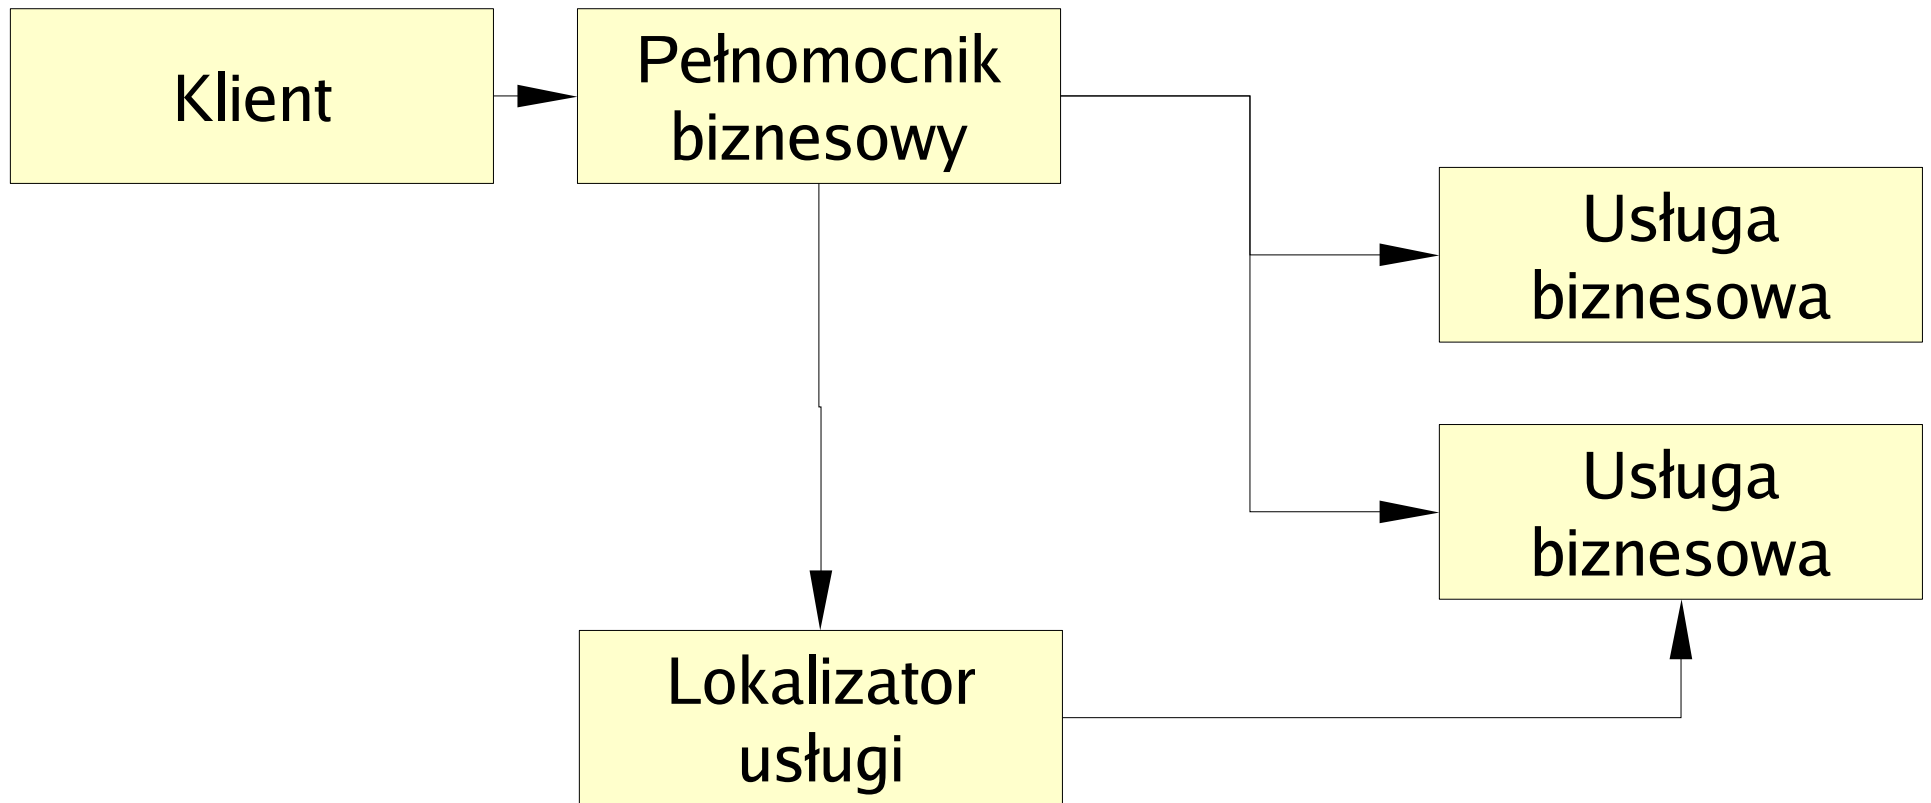 Klient
Pełnomocnik
biznesowy
Usługa
biznesowa
Usługa
biznesowa
Lokalizator
usługi